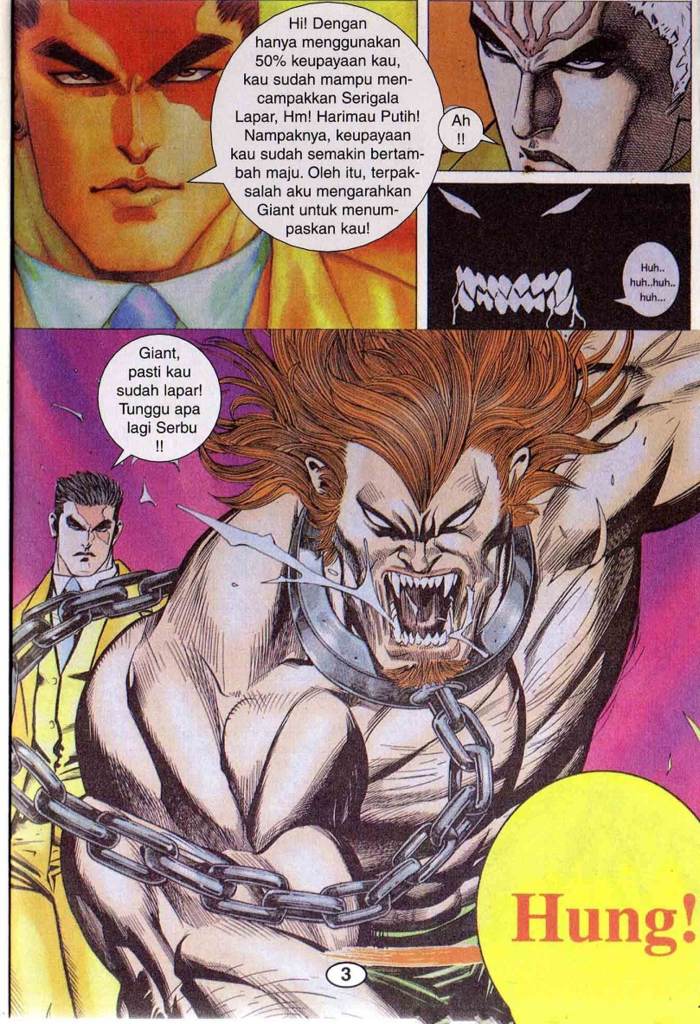 Hi! Dengan
hanya menggunakan
50% keupayaan kau,
kau sudah mampu men-
campakkan Serigala
Lapar, Hm! Harimau Putih!
Nampaknya, keupayaan
kau sudah semakin bertam-
bah maju. Oleh itu, terpak-
salah aku mengarahkan
Giant untuk menum-
paskan kau!
Ah
!!
Huh..
huh..huh..
huh...
Giant,
pasti kau
sudah lapar!
Tunggu apa
lagi Serbu
!!
Hung!
3